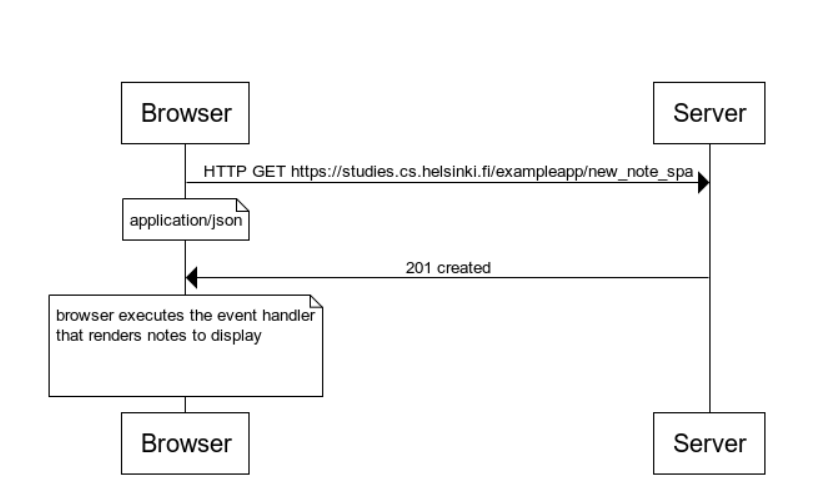 Browser
Server
HTTP GET https://studies.cs.helsinki.fi/exampleapp/new_note_spa
application/json
201 created
browser executes the event handler
that renders notes to display
Browser
Server